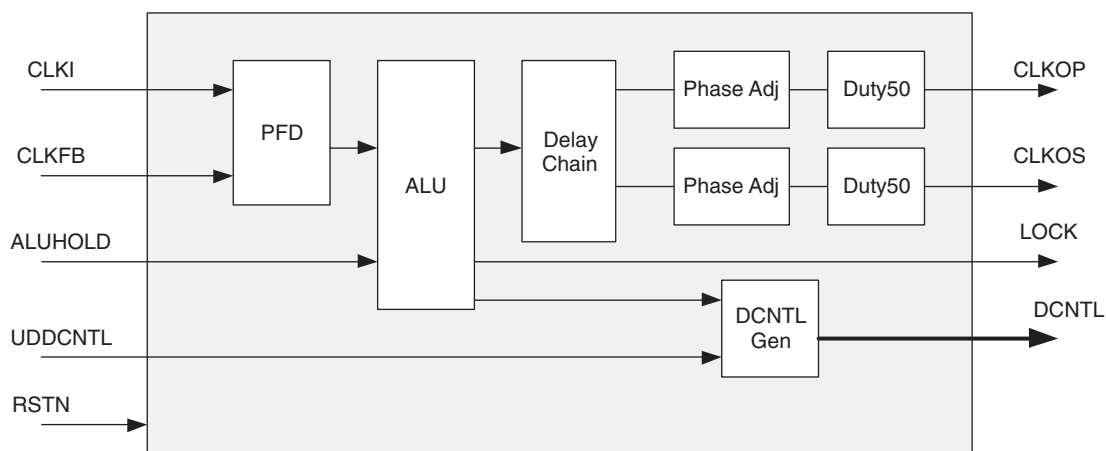 CLKI
CLKFB
ALUHOLD
UDDCNTL
RSTN
PFD
ALU
Delay
Chain
Phase Adj
Duty50
Phase Adj
Duty50
DCNTL
Gen
CLKOP
CLKOS
LOCK
DCNTL